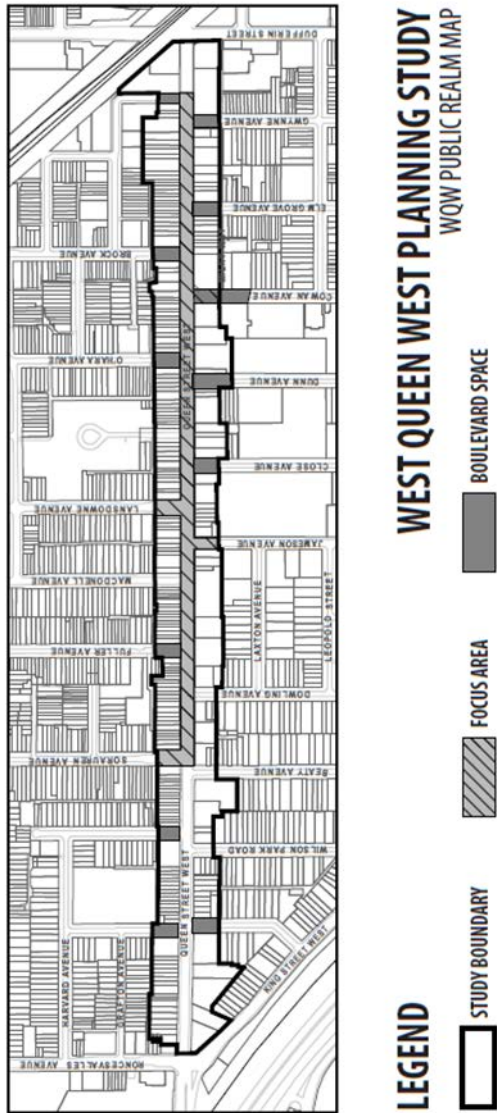 DUFFERIN STREET
GWYNNE AVENUE
ELM GROVE AVENUE
BROCK AVENUE
COWAN AVENUE
O'HARA AVENUE
DUNN AVENUE
QUEEN STREET WEST
CLOSE AVENUE
LANSDOWNE AVENUE
JAMESON AVENUE
MACDONELL AVENUE
LAXTON AVENUE
LEOPOLD STREET
FULLER AVENUE
DOWLING AVENUE
SORAUREN AVENUE
BEATY AVENUE
WILSON PARK ROAD
QUEEN STREET WEST
HARVARD AVENUE
GRAFTON AVENUE
KING STREET WEST
RONCESVALLES AVENUE
WEST QUEEN WEST PLANNING STUDY
WQW PUBLIC REALM MAP
LEGEND
STUDY BOUNDARY
FOCUS AREA
BOULEVARD SPACE